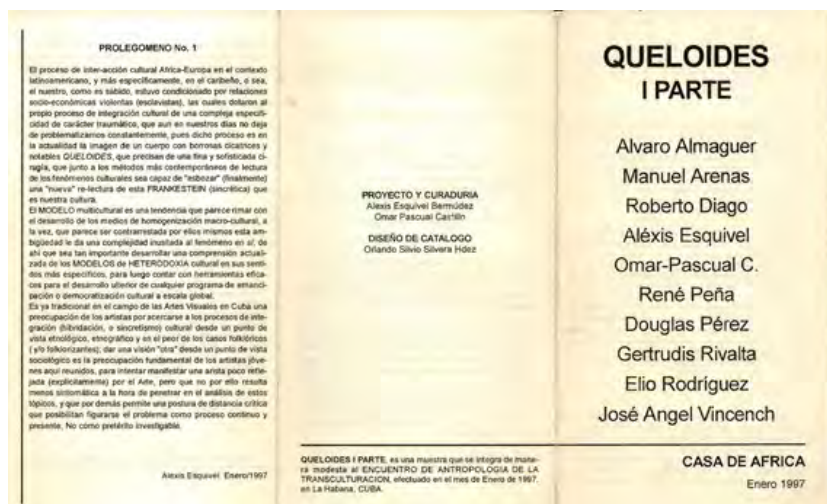 PROLEGOMENO No. 1
El proceso de inter-acción cultural Africa-Europa en el contexto
latinoamericano, y más específicamente, en el caribeño, o sea,
el nuestro, como es sabido, estuvo condicionado por relaciones
socio-económicas violentas (esclavistas), las cuales dotaron al
propio proceso de integración cultural de una compleja especifi-
cidad de carácter traumático, que aun en nuestros días no deja
de problematizarnos constantemente, pues dicho proceso es en
la actualidad la imagen de un cuerpo con borrosas cicatrices y
notables QUELOIDES, que precisan de una fina y sofisticada ci-
rugía, que junto a los métodos más contemporáneos de lectura
de los fenómenos culturales sea capaz de "esbozar" (finalmente)
una "nueva" re-lectura de esta FRANKESTEIN (sincrética) que
es nuestra cultura.
El MODELO multicultural es una tendencia que parece rimar con
el desarrollo de los medios de homogenización macro-cultural, a
la vez, que parece ser contrarrestada por ellos mismos esta am-
bigüedad le da una complejidad inusitada al fenómeno en sí, de
ahí que sea tan importante desarrollar una comprensión actuali-
zada de los MODELOS de HETERODOXIA cultural en sus senti-
dos más específicos, para luego contar con herramientas efica-
ces para el desarrollo ulterior de cualquier programa de emanci-
pación o democratización cultural a escala global.
Es ya tradicional en el campo de las Artes Visuales en Cuba una
preocupación de los artistas por acercarse a los procesos de inte-
gración (hibridación, o sincretismo) cultural desde un punto de
vista etnológico, etnográfico y en el peor de los casos folklóricos
( y/o folklorizantes), dar una visión "otra" desde un punto de vista
sociológico es la preocupación fundamental de los artistas jóve-
nes aquí reunidos, para intentar manifestar una arista poco refle-
jada (explícitamente) por el Arte, pero que no por ello resulta
menos sintomática a la hora de penetrar en el análisis de estos
tópicos, y que por demás permite una postura de distancia crítica
que posibilitan figurarse el problema como proceso continuo y
presente, No como pretérito investigable.
Alexis Esquivel Enero/1997
PROYECTO Y CURADURIA
Alexis Esquivel Bermúdez
Omar Pascual Castillo
DISEÑO DE CATALOGO
Orlando Silvio Silvera Hdez
QUELOIDES I PARTE, es una muestra que se integra de mane-
ra modesta al ENCUENTRO DE ANTROPOLOGIA DE LA
TRANSCULTURACION, efectuado en el mes de Enero de 1997,
en La Habana, CUBA.
QUELOIDES
I PARTE
Alvaro Almaguer
Manuel Arenas
Roberto Diago
Aléxis Esquivel
Omar-Pascual C.
René Peña
Douglas Pérez
Gertrudis Rivalta
Elio Rodríguez
José Angel Vincench
CASA DE AFRICA
Enero 1997